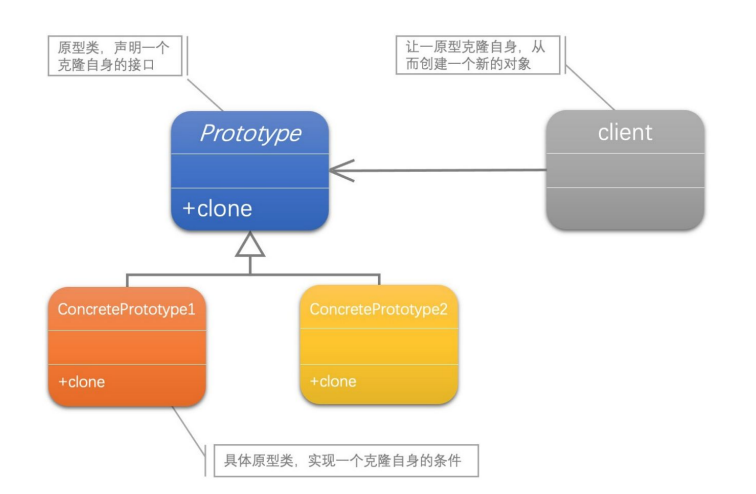 原型类，声明一个
克隆自身的接口
让一原型克隆自身，从
而创建一个新的对象
Prototype
+clone
client
ConcretePrototype1
+clone
ConcretePrototype2
+clone
具体原型类，实现一个克隆自身的条件